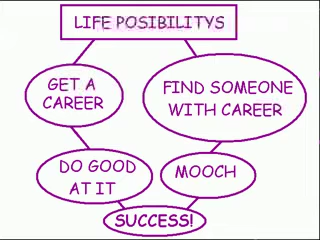 LIFE POSIBILITYS
GET A
CAREER
FIND SOMEONE
WITH CAREER
DO GOOD
AT IT
MOOCH
SUCCESS!